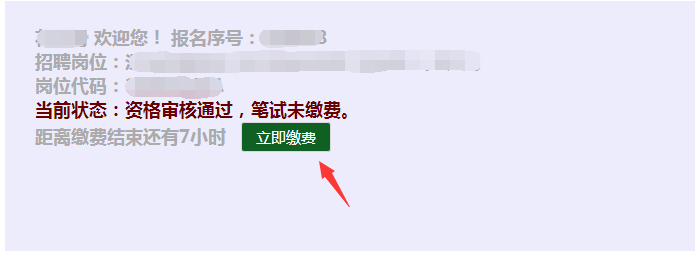 欢迎您！ 报名序号：
招聘岗位：
岗位代码：
当前状态：资格审核通过，笔试未缴费。
距离缴费结束还有7小时 立即缴费